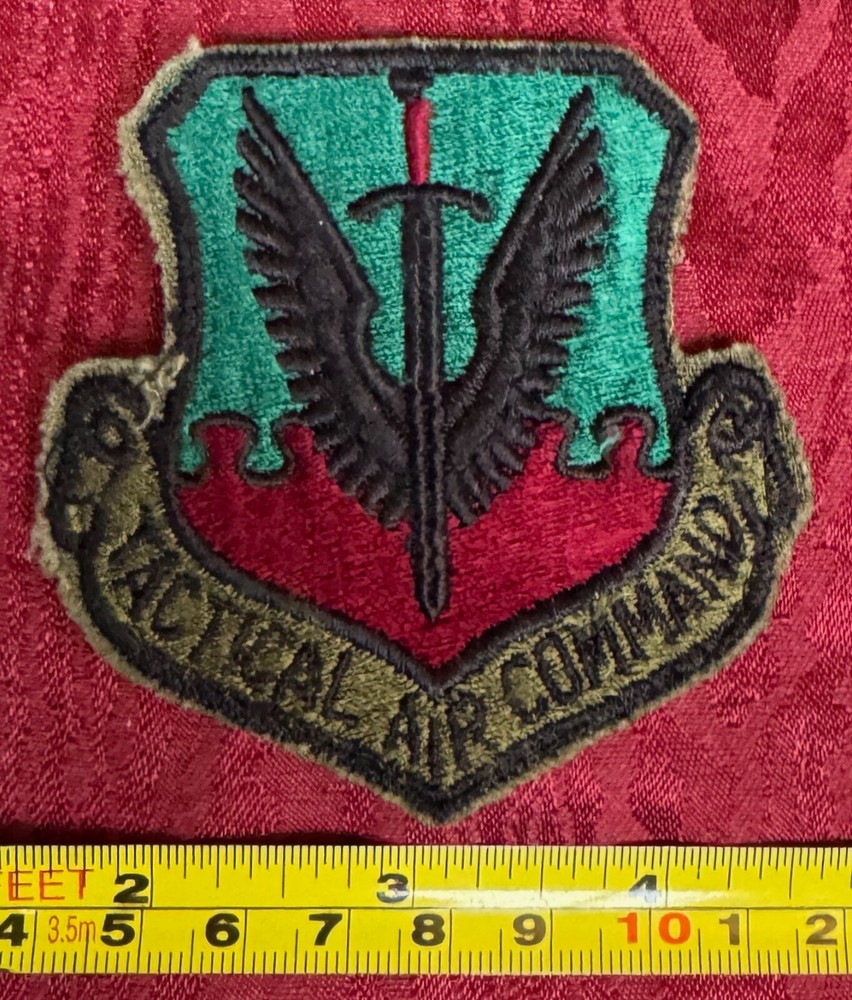 TACTICAL AIR COMMAND
FEET 2 3 4
4 3.5m 5 6 7 8 9 10 1 2